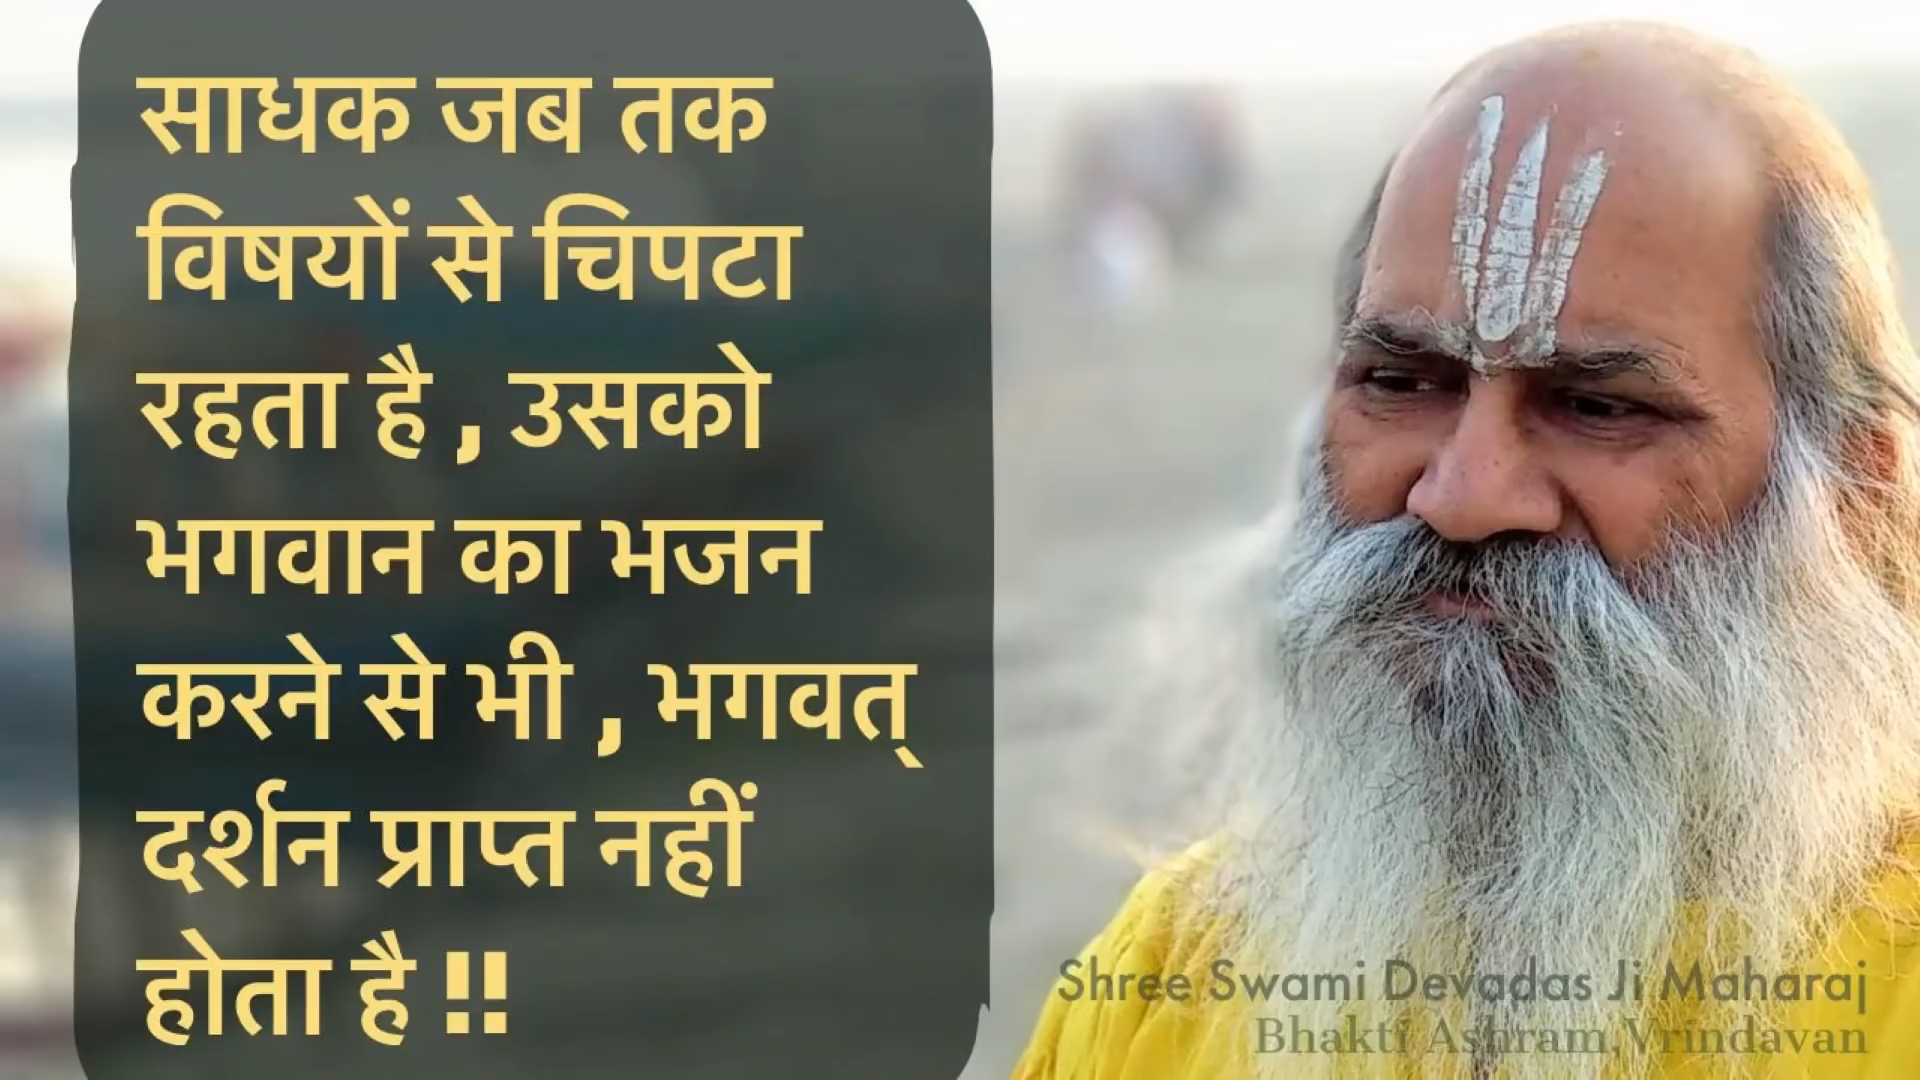 साधक जब तक
विषयों से चिपटा
रहता है , उसको
भगवान का भजन
करने से भी , भगवत्
दर्शन प्राप्त नहीं
होता है !!
Shree Swami Devadas Ji Maharaj
Bhakti Ashram,Vrindavan